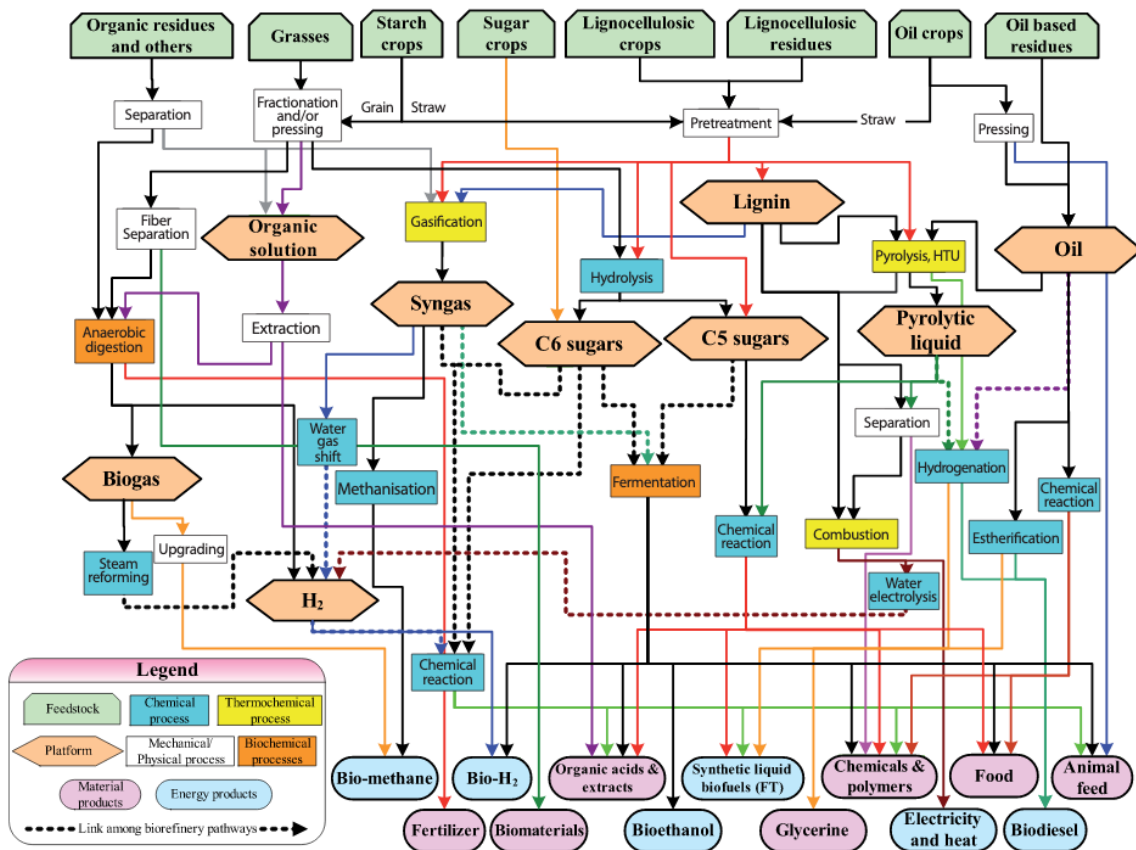 Organic residues
and others
Grasses
Starch
crops
Sugar
crops
Lignocellulosic
crops
Lignocellulosic
residues
Oil crops
Oil based
residues
Separation
Fractionation
and/or
pressing
Grain
Straw
Pretreatment
Straw
Pressing
Fiber
Separation
Organic
solution
Gasification
Lignin
Pyrolysis, HTU
Oil
Hydrolysis
Syngas
Anaerobic
digestion
Extraction
C6 sugars
C5 sugars
Pyrolytic
liquid
Separation
Water
gas
shift
Biogas
Methanisation
Fermentation
Hydrogenation
Chemical
reaction
Upgrading
Chemical
reaction
Combustion
Estherification
Steam
reforming
H₂
Water
electrolysis
Chemical
reaction
Legend
Feedstock
Chemical
process
Thermochemical
process
Platform
Mechanical/
Physical process
Biochemical
processes
Material
products
Energy products
Link among biorefinery pathways
Bio-methane
Bio-H₂
Organic acids &
extracts
Synthetic liquid
biofuels (FT)
Chemicals &
polymers
Food
Animal
feed
Fertilizer
Biomaterials
Bioethanol
Glycerine
Electricity
and heat
Biodiesel